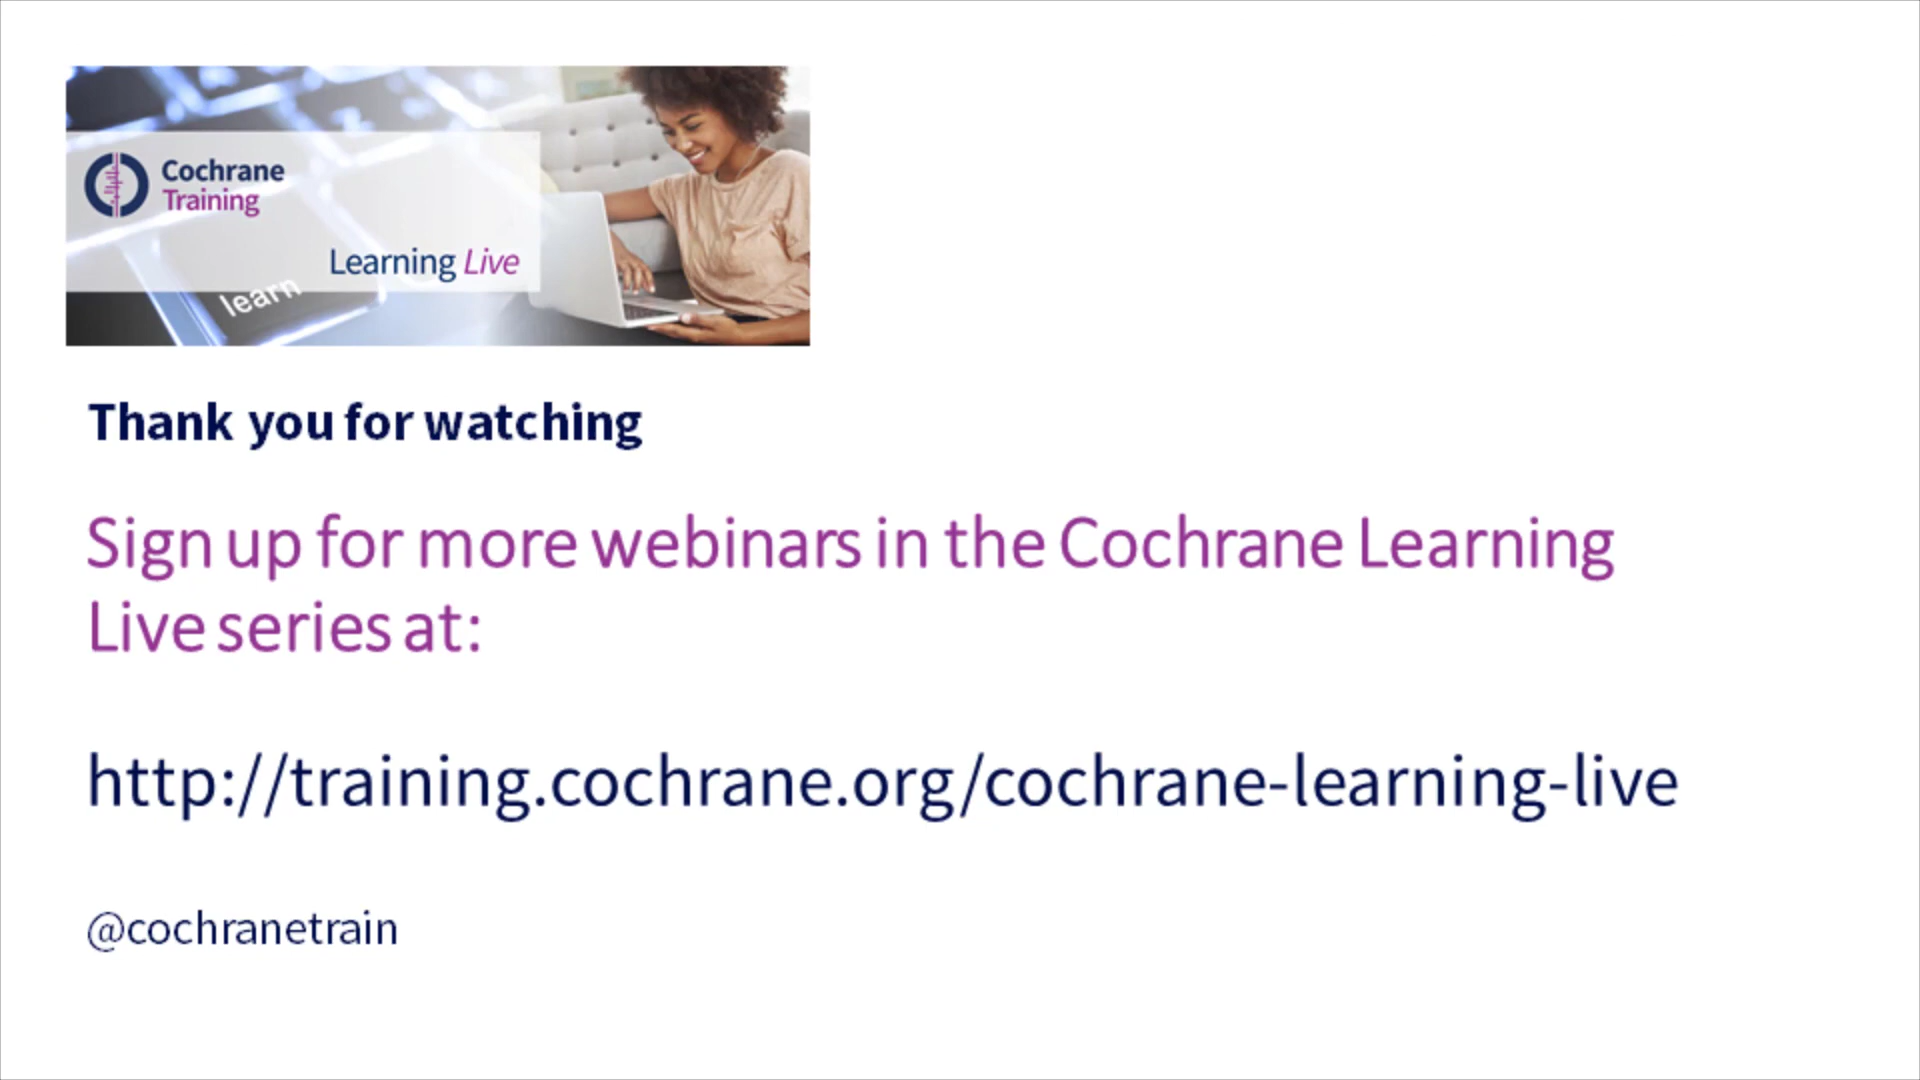 Cochrane
Training
Learning Live
learn
Thank you for watching
Sign up for more webinars in the Cochrane Learning
Live series at:
http://training.cochrane.org/cochrane-learning-live
@cochranetrain